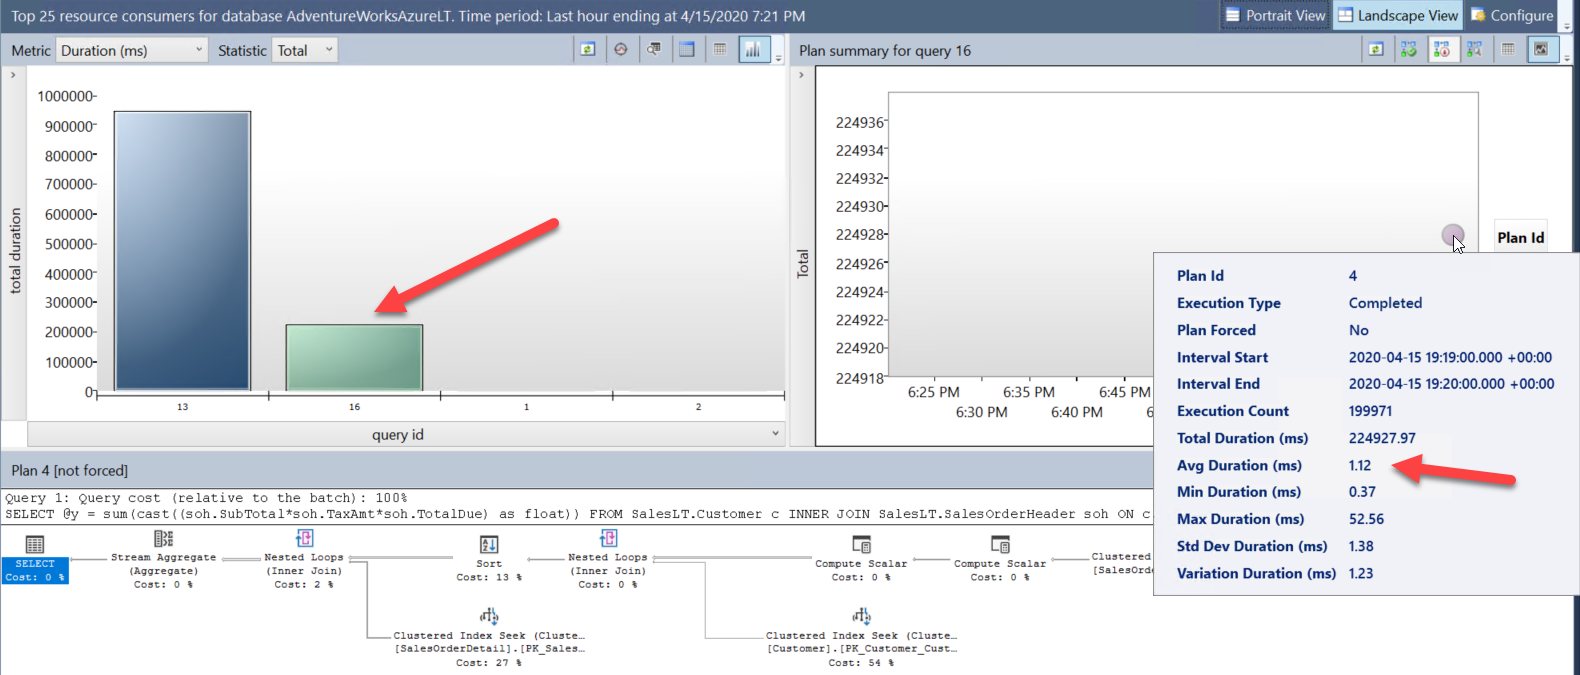 Top 25 resource consumers for database AdventureWorksAzureLT. Time period: Last hour ending at 4/15/2020 7:21 PM
Portrait View
Landscape View
Configure
Metric Duration (ms) Statistic Total
Plan summary for query 16
1000000
900000
800000
700000
600000
500000
400000
300000
200000
100000
0
total duration
13 16 1 2
query id
224936
224934
224932
224930
224928
224926
224924
224922
224920
224918
Total
6:25 PM 6:35 PM 6:45 PM
6:30 PM 6:40 PM 6
Plan Id
Plan Id 4
Execution Type Completed
Plan Forced No
Interval Start 2020-04-15 19:19:00.000 +00:00
Interval End 2020-04-15 19:20:00.000 +00:00
Execution Count 199971
Total Duration (ms) 224927.97
Avg Duration (ms) 1.12
Min Duration (ms) 0.37
Max Duration (ms) 52.56
Std Dev Duration (ms) 1.38
Variation Duration (ms) 1.23
Plan 4 [not forced]
Query 1: Query cost (relative to the batch): 100%
SELECT @y = sum(cast((soh.SubTotal*soh.TaxAmt*soh.TotalDue) as float)) FROM SalesLT.Customer c INNER JOIN SalesLT.SalesOrderHeader soh ON c
SELECT
Cost: 0 %
Stream Aggregate
(Aggregate)
Cost: 0 %
Nested Loops
(Inner Join)
Cost: 2 %
Sort
Cost: 13 %
Nested Loops
(Inner Join)
Cost: 0 %
Compute Scalar
Cost: 0 %
Compute Scalar
Cost: 0 %
Clustered
[SalesOrd
Clustered Index Seek (Cluste…
[SalesOrderDetail].[PK_Sales…
Cost: 27 %
Clustered Index Seek (Cluste…
[Customer].[PK_Customer_Cust…
Cost: 54 %